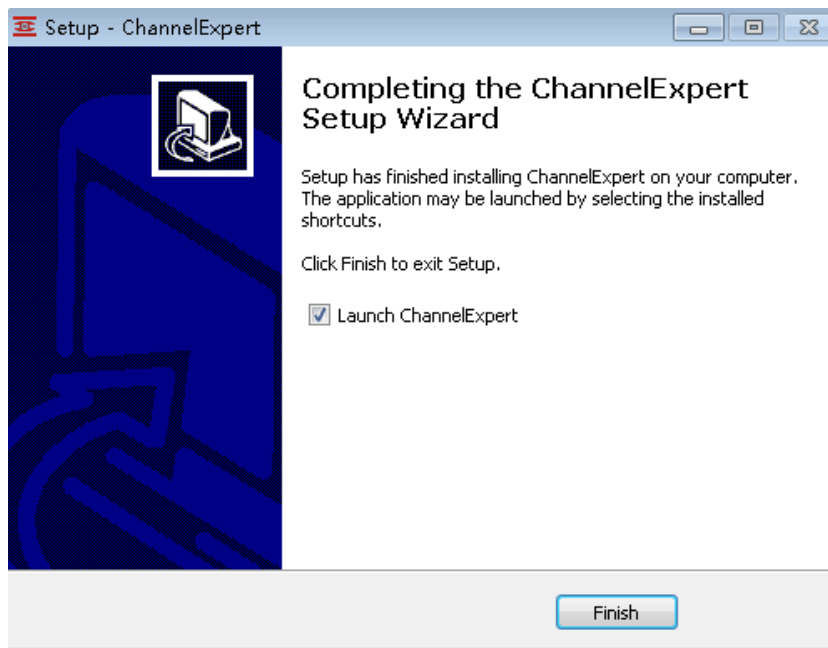 Setup - ChannelExpert
Completing the ChannelExpert
Setup Wizard
Setup has finished installing ChannelExpert on your computer.
The application may be launched by selecting the installed
shortcuts.
Click Finish to exit Setup.
Launch ChannelExpert
Finish